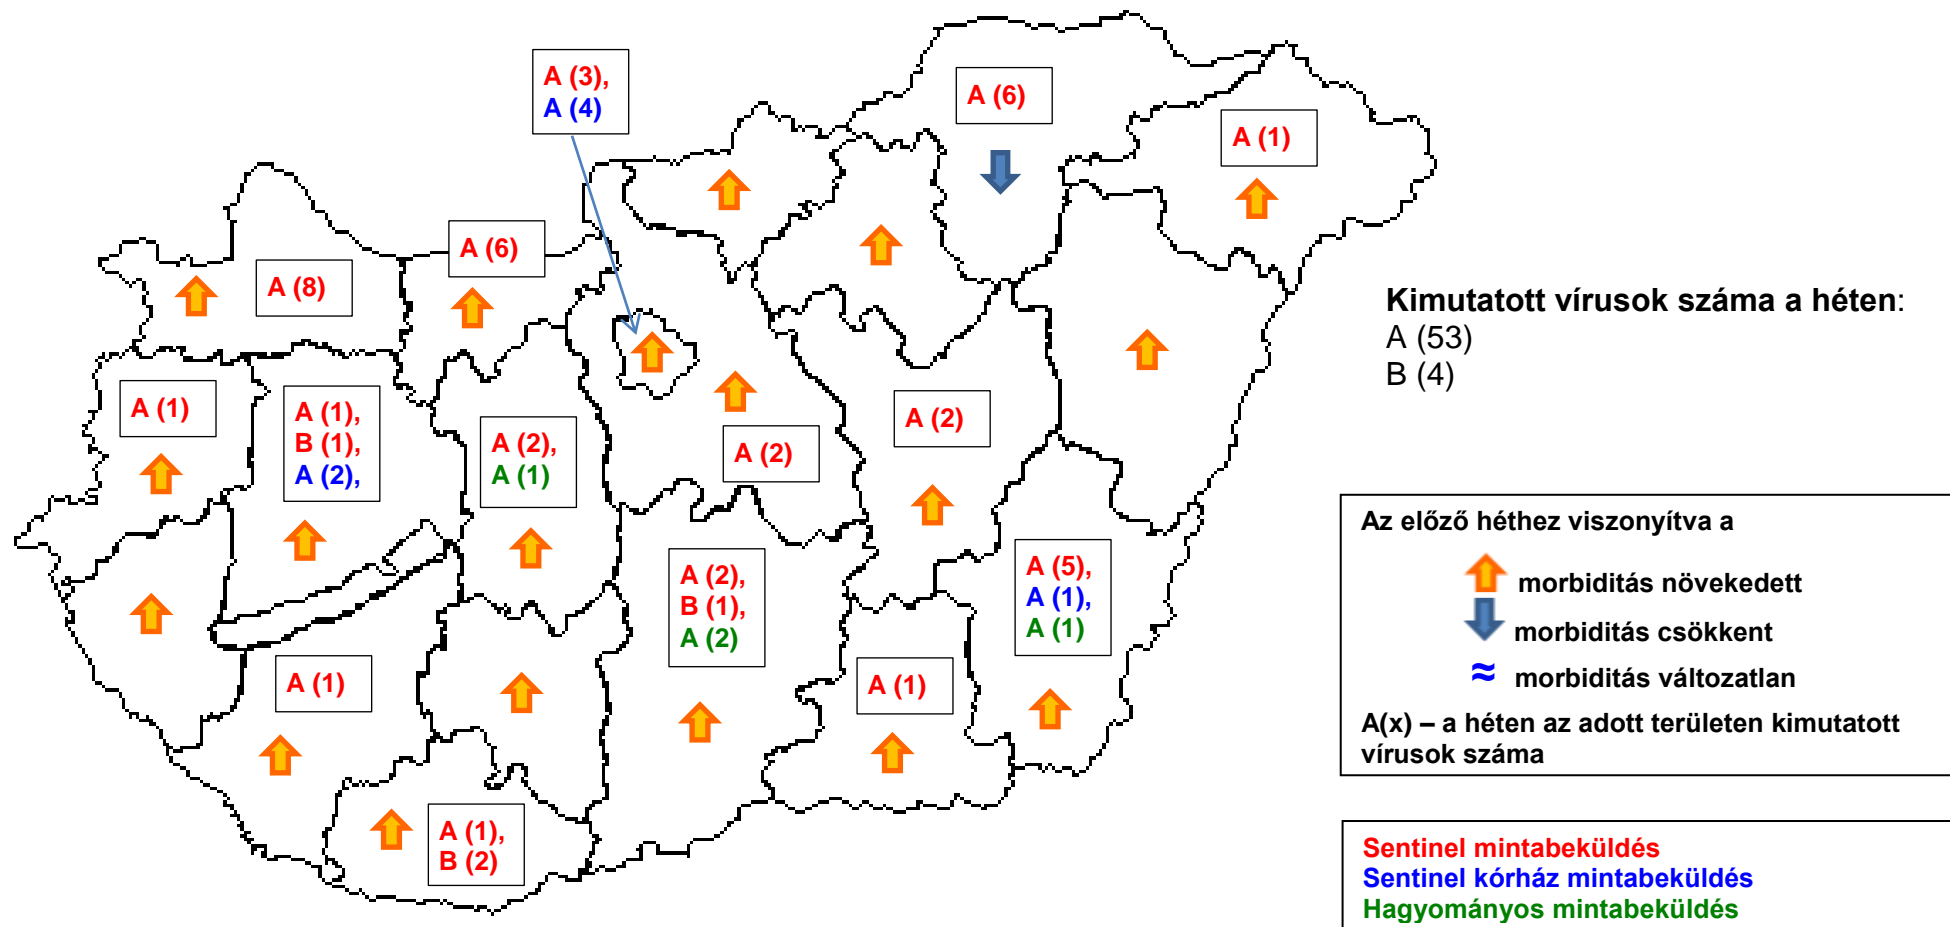 A (3),
A (4)
A (6)
A (1)
A (6)
A (8)
Kimutatott vírusok száma a héten:
A (53)
B (4)
A (1)
A (1),
B (1),
A (2),
A (2),
A (1)
A (2)
A (2)
Az előző héthez viszonyítva a
morbiditás növekedett
morbiditás csökkent
≈ morbiditás változatlan
A(x) – a héten az adott területen kimutatott
vírusok száma
A (2),
B (1),
A (2)
A (5),
A (1),
A (1)
A (1)
A (1)
A (1),
B (2)
Sentinel mintabeküldés
Sentinel kórház mintabeküldés
Hagyományos mintabeküldés